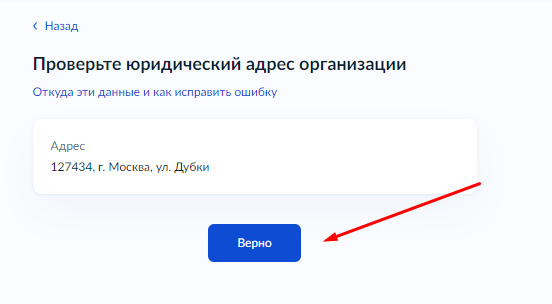 Назад
Проверьте юридический адрес организации
Откуда эти данные и как исправить ошибку
Адрес
127434, г. Москва, ул. Дубки
Верно